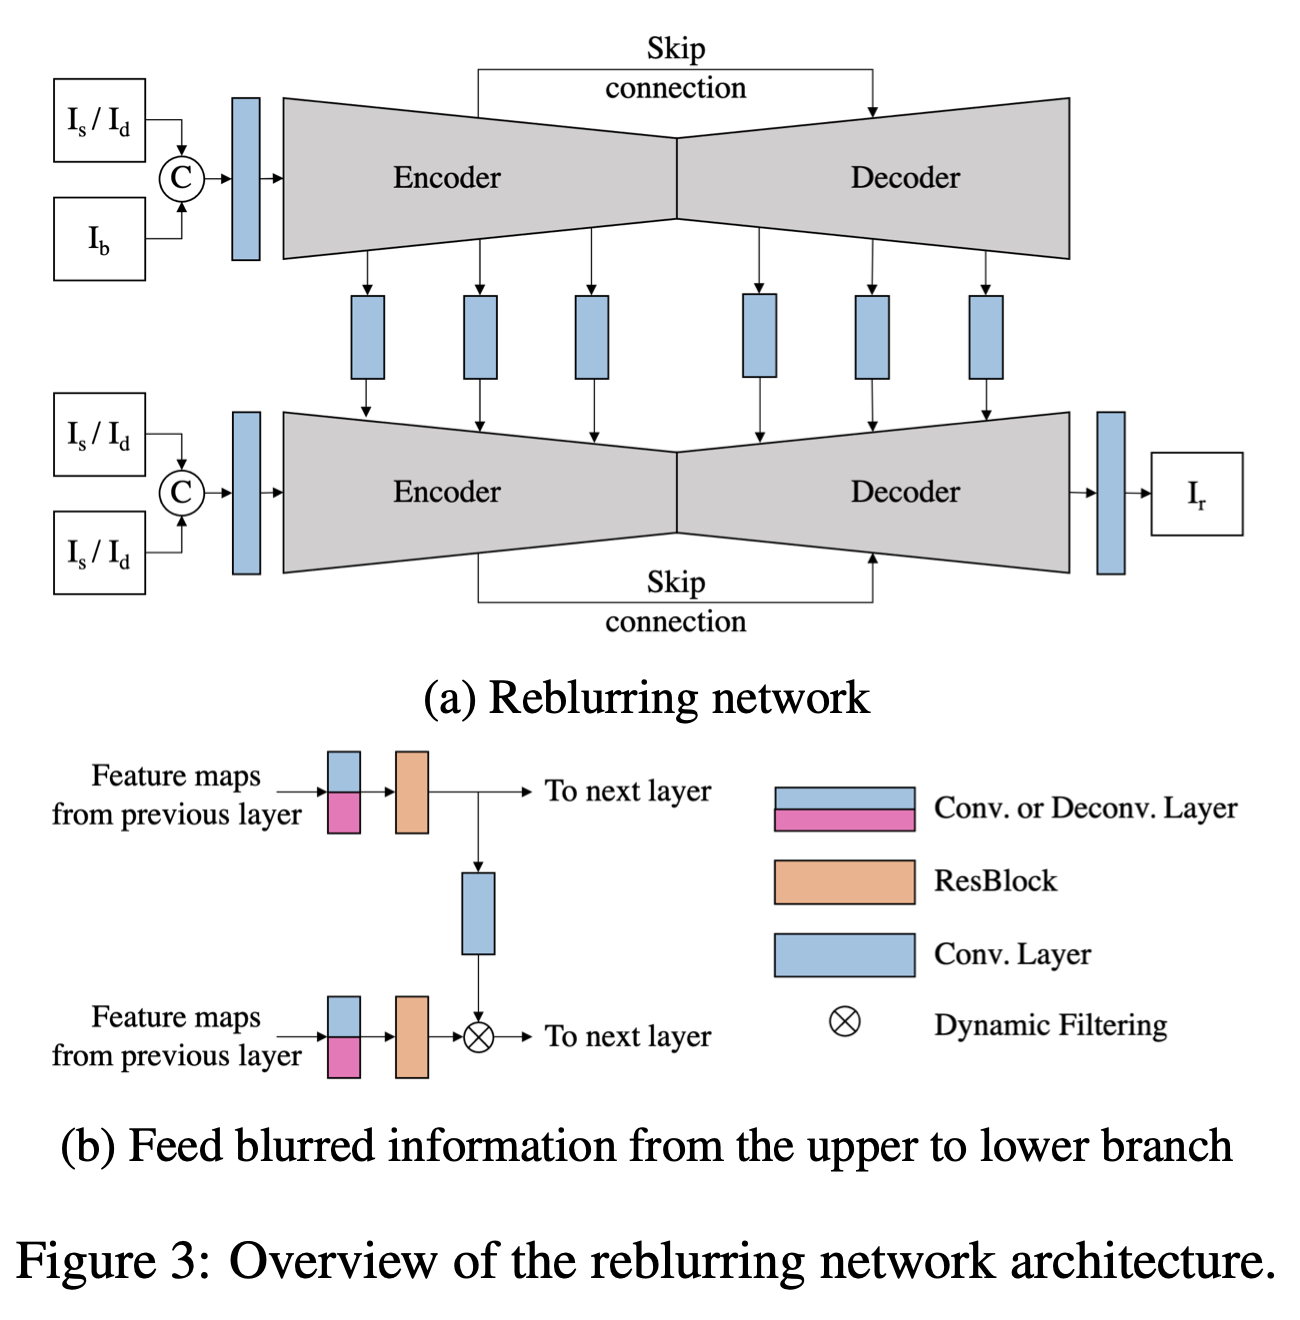 Skip
connection
I_s / I_d
C
Encoder
Decoder
I_b
I_s / I_d
C
Encoder
Decoder
I_r
I_s / I_d
Skip
connection
(a) Reblurring network
Feature maps
from previous layer
To next layer
Feature maps
from previous layer
To next layer
Conv. or Deconv. Layer
ResBlock
Conv. Layer
Dynamic Filtering
(b) Feed blurred information from the upper to lower branch
Figure 3: Overview of the reblurring network architecture.